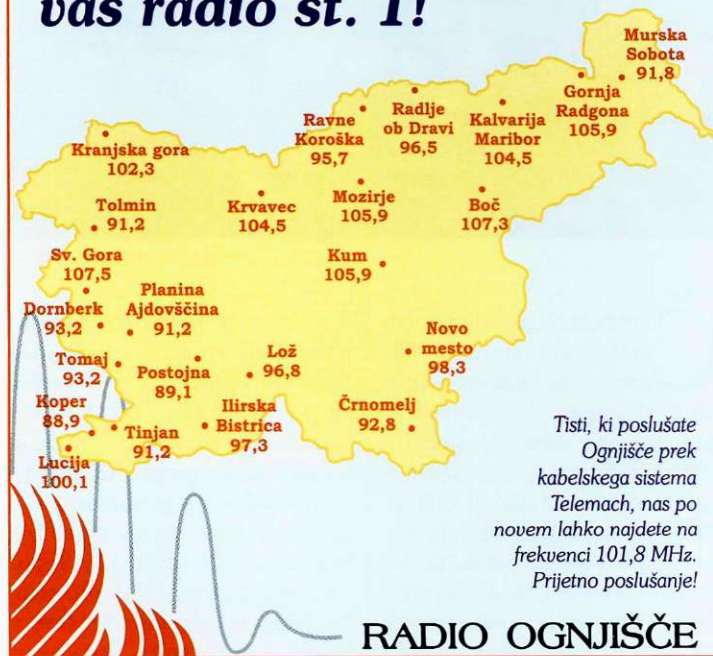 vaš radio št. 1!
Murska
Sobota
91,8
Gornja
Radgona
105,9
Kalvarija
Maribor
104,5
Radlje
ob Dravi
96,5
Ravne
Koroška
95,7
Kranjska gora
102,3
Mozirje
105,9
Krvavec
104,5
Boč
107,3
Tolmin
91,2
Sv. Gora
107,5
Kum
105,9
Planina
Ajdovščina
91,2
Dornberk
93,2
Novo
mesto
98,3
Tomaj
93,2
Postojna
89,1
Lož
96,8
Koper
88,9
Tinjan
91,2
Ilirska
Bistrica
97,3
Črnomelj
92,8
Lucija
100,1
Tisti, ki poslušate
Ognjišče prek
kabelskega sistema
Telemach, nas po
novem lahko najdete na
frekvenci 101,8 MHz.
Prijetno poslušanje!
RADIO OGNJIŠČE